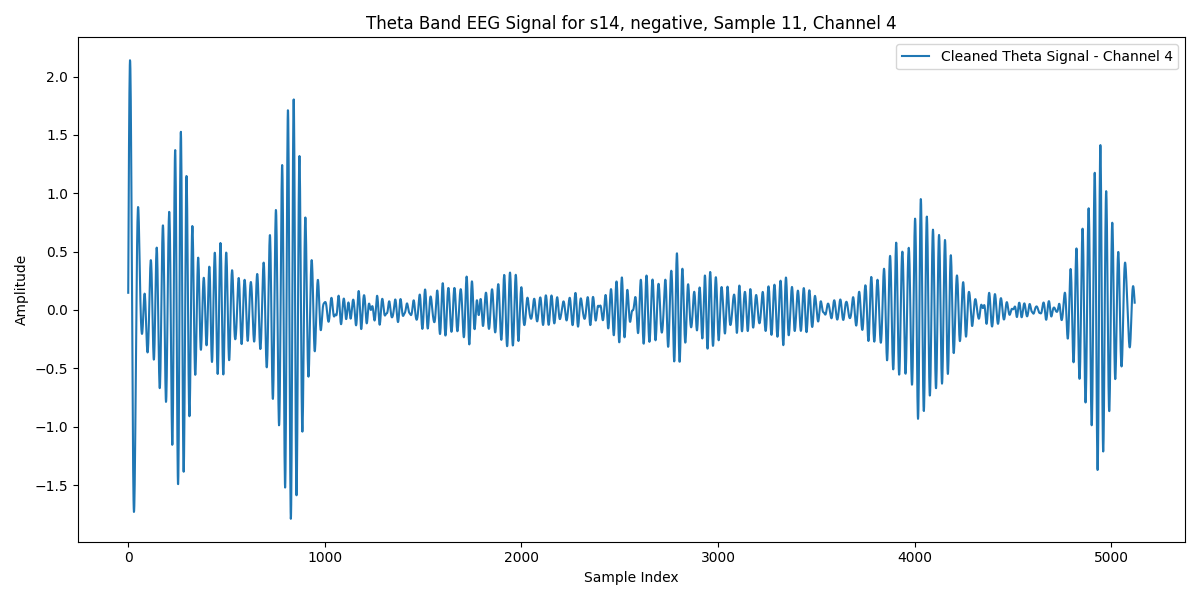 Theta Band EEG Signal for s14, negative, Sample 11, Channel 4
Cleaned Theta Signal - Channel 4
2.0
1.5
1.0
0.5
0.0
−0.5
−1.0
−1.5
Amplitude
0 1000 2000 3000 4000 5000
Sample Index